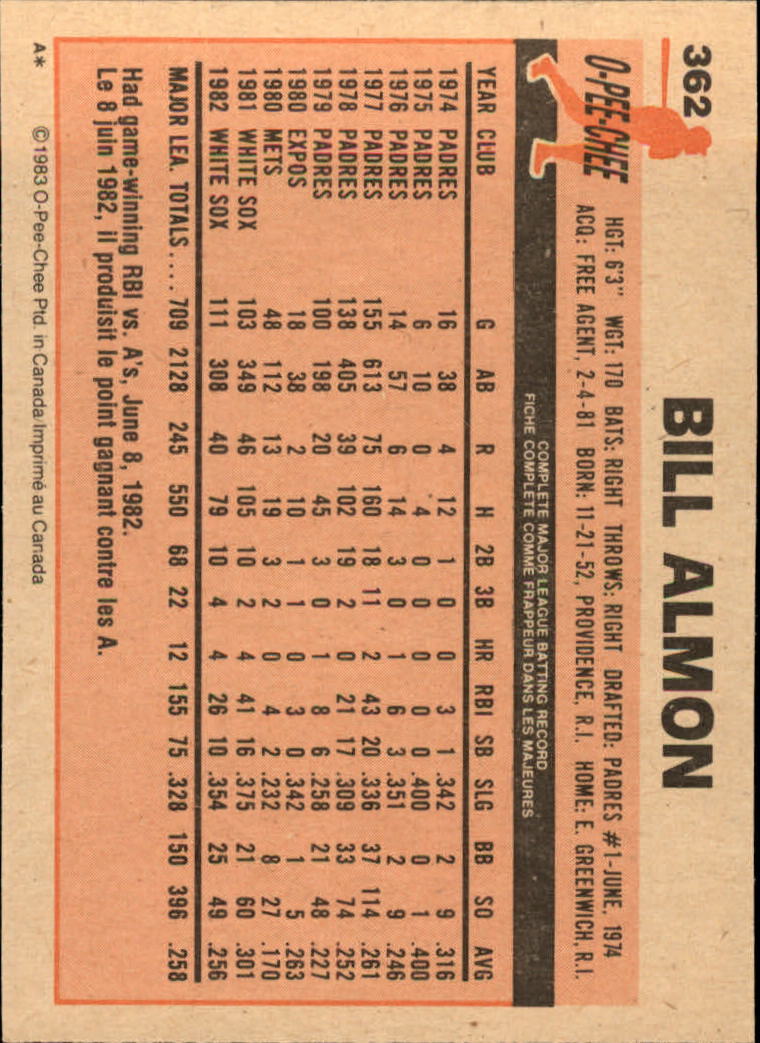 362
BILL ALMON
O-PEE-CHEE
HGT: 6'3" WGT: 170 BATS: RIGHT THROWS: RIGHT DRAFTED: PADRES #1-JUNE, 1974
ACQ: FREE AGENT, 2-4-81 BORN: 11-21-52, PROVIDENCE, R.I. HOME: E. GREENWICH, R.I.
COMPLETE MAJOR LEAGUE BATTING RECORD
FICHE COMPLETE COMME FRAPPEUR DANS LES MAJEURES
YEAR CLUB G AB R H 2B 3B HR RBI SB SLG BB SO AVG
1974 PADRES 16 38 4 12 1 0 0 3 1 .342 2 9 .316
1975 PADRES 6 10 0 4 0 0 0 0 0 .400 0 1 .400
1976 PADRES 14 57 6 14 3 0 1 6 3 .351 2 9 .246
1977 PADRES 155 613 75 160 18 11 2 43 20 .336 37 114 .261
1978 PADRES 138 405 39 102 19 2 0 21 17 .309 33 74 .252
1979 PADRES 100 198 20 45 3 0 1 8 6 .258 21 48 .227
1980 EXPOS 18 38 2 10 1 1 0 3 0 .342 1 5 .263
1980 METS 48 112 13 19 3 2 0 4 2 .232 8 27 .170
1981 WHITE SOX 103 349 46 105 10 2 4 41 16 .375 21 60 .301
1982 WHITE SOX 111 308 40 79 10 4 4 26 10 .354 25 49 .256
MAJOR LEA. TOTALS.... 709 2128 245 550 68 22 12 155 75 .328 150 396 .258
Had game-winning RBI vs. A's, June 8, 1982.
Le 8 juin 1982, il produisit le point gagnant contre les A.
A* ©1983 O-Pee-Chee Ptd. in Canada/Imprimé au Canada